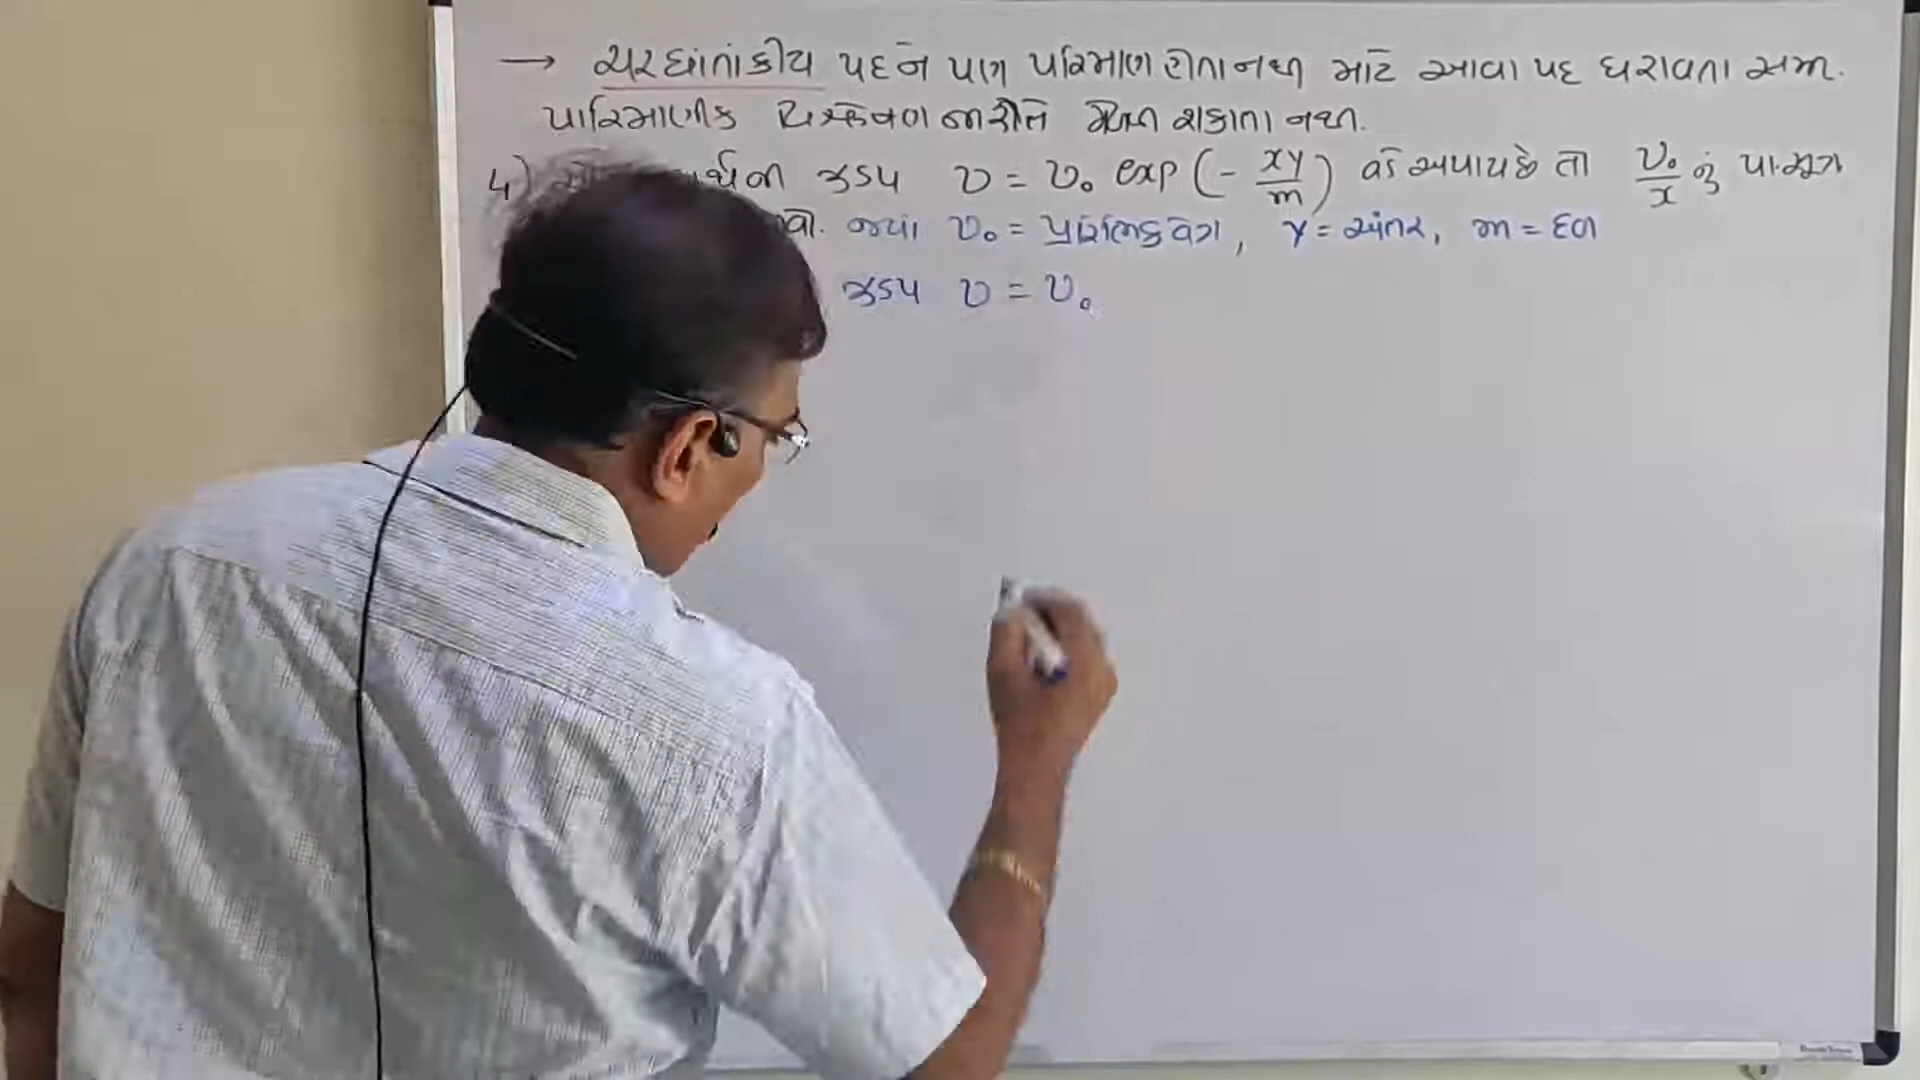 → ચરઘાતાંકીય પદને પણ પરિમાણ હોતા નથી માટે આવા પદ ધરાવતા સમી.
પારિમાણીક વિશ્લેષણ ની રીતે મેળવી શકાતા નથી.
4) ઝડપ v = v₀ exp (- xy/m) વડે અપાય છે તો v₀/x નું પા.સૂત્ર
જ્યાં v₀ = પ્રારંભિક વેગ, y = અંતર, m = દળ
ઝડપ v = v₀